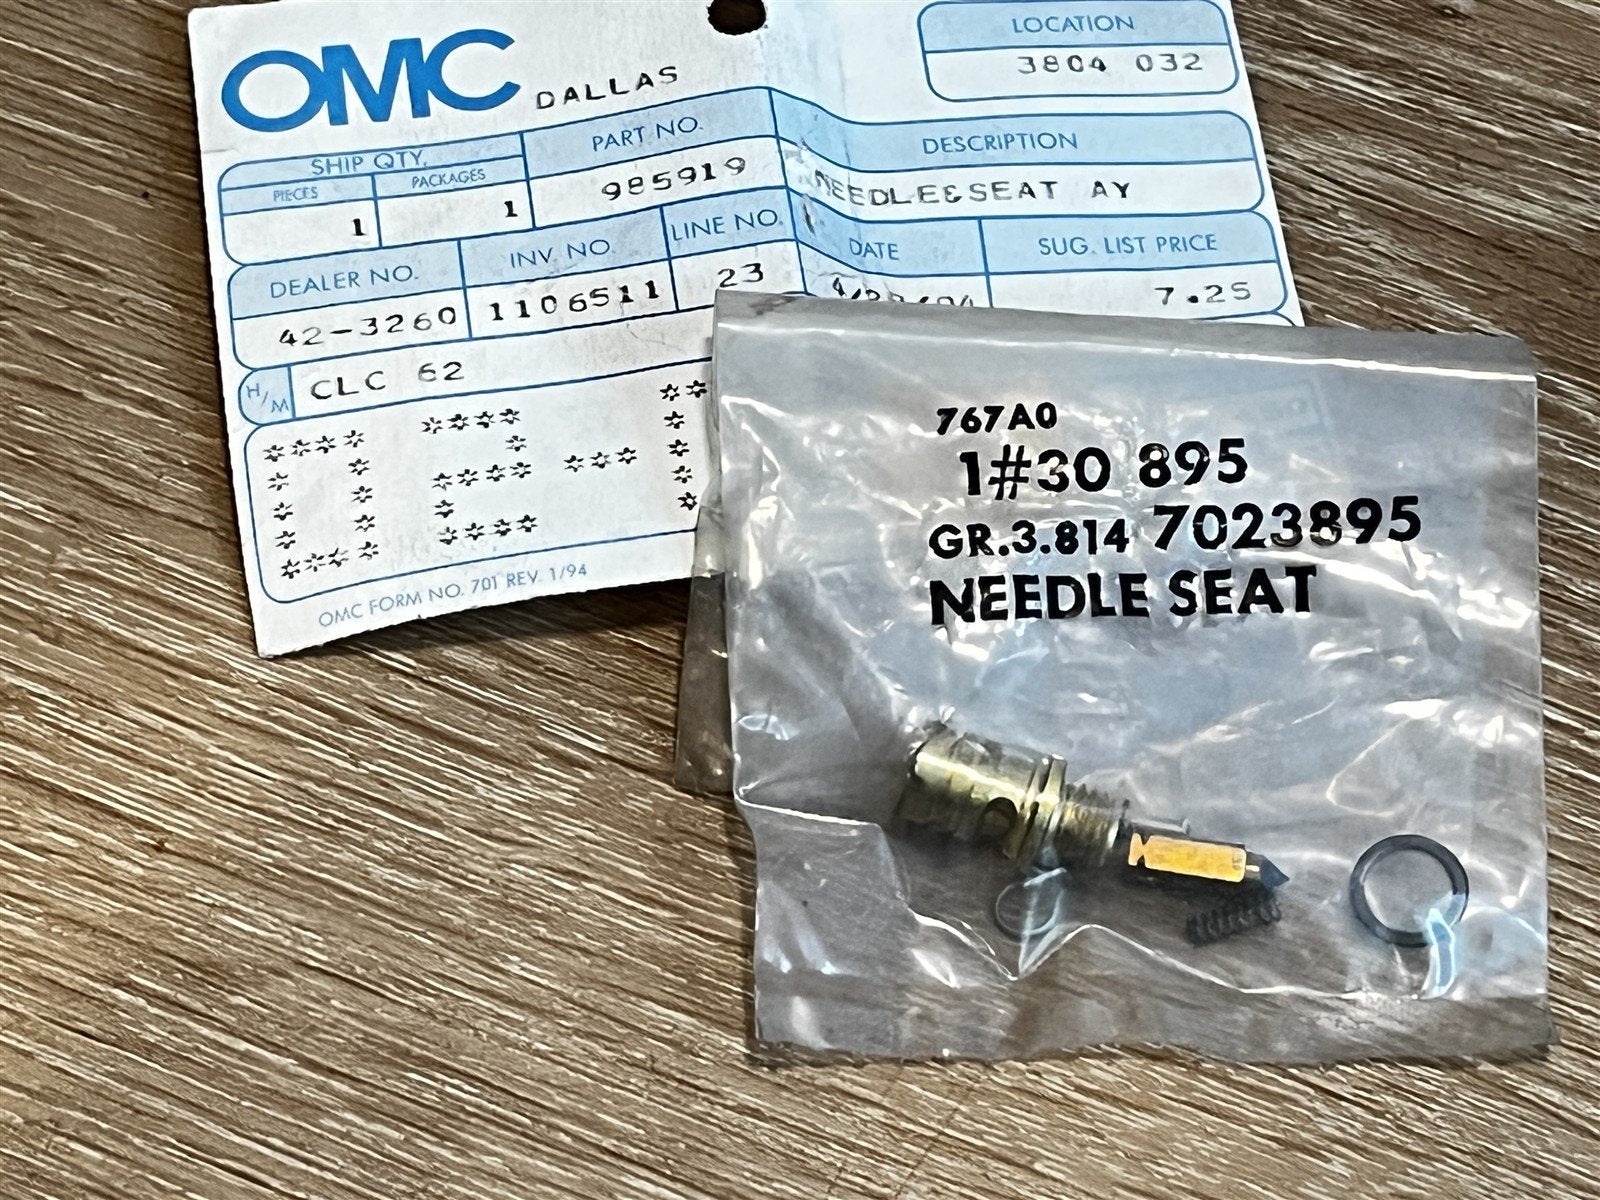 OMC DALLAS
LOCATION
3804 032
SHIP QTY.
PIECES
PACKAGES
PART NO.
DESCRIPTION
1
1
985919
NEEDLE&SEAT AY
DEALER NO.
INV NO.
LINE NO.
DATE
SUG. LIST PRICE
42-3260
1106511
23
7.25
H/M
CLC 62
OMC FORM NO. 701 REV. 1/94
767A0
1#30 895
GR.3.814 7023895
NEEDLE SEAT